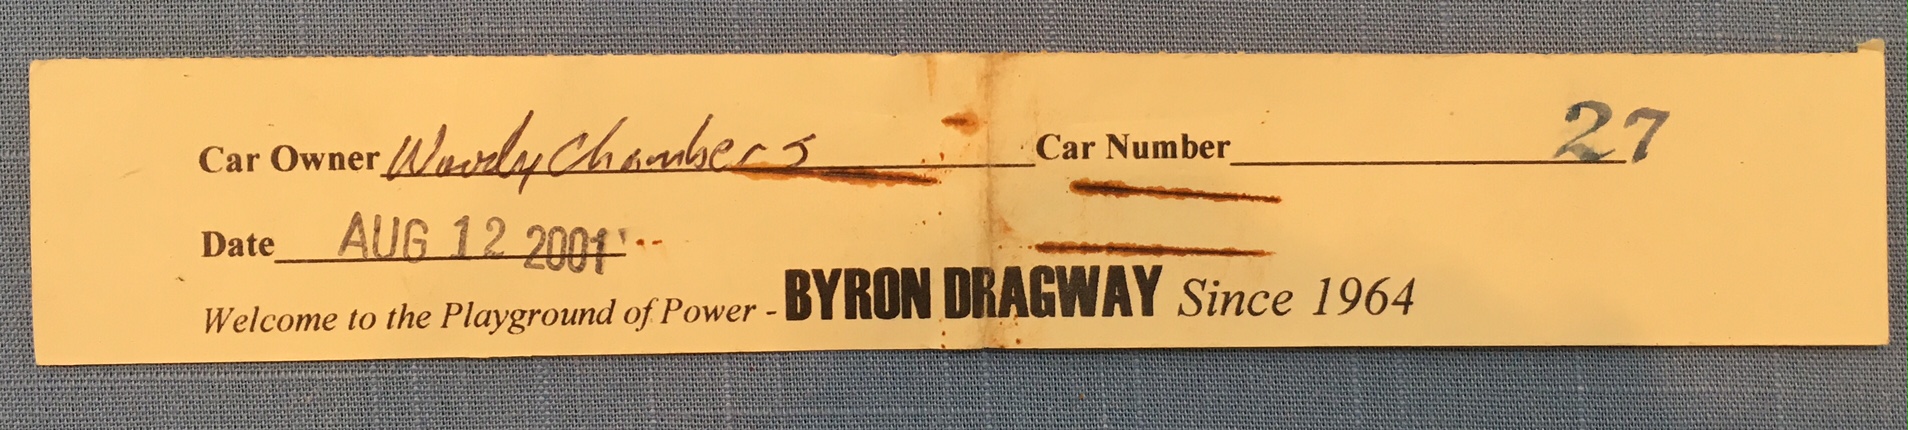 Car Owner Woody Chambers Car Number 27
Date AUG 12 2001
Welcome to the Playground of Power - BYRON DRAGWAY Since 1964